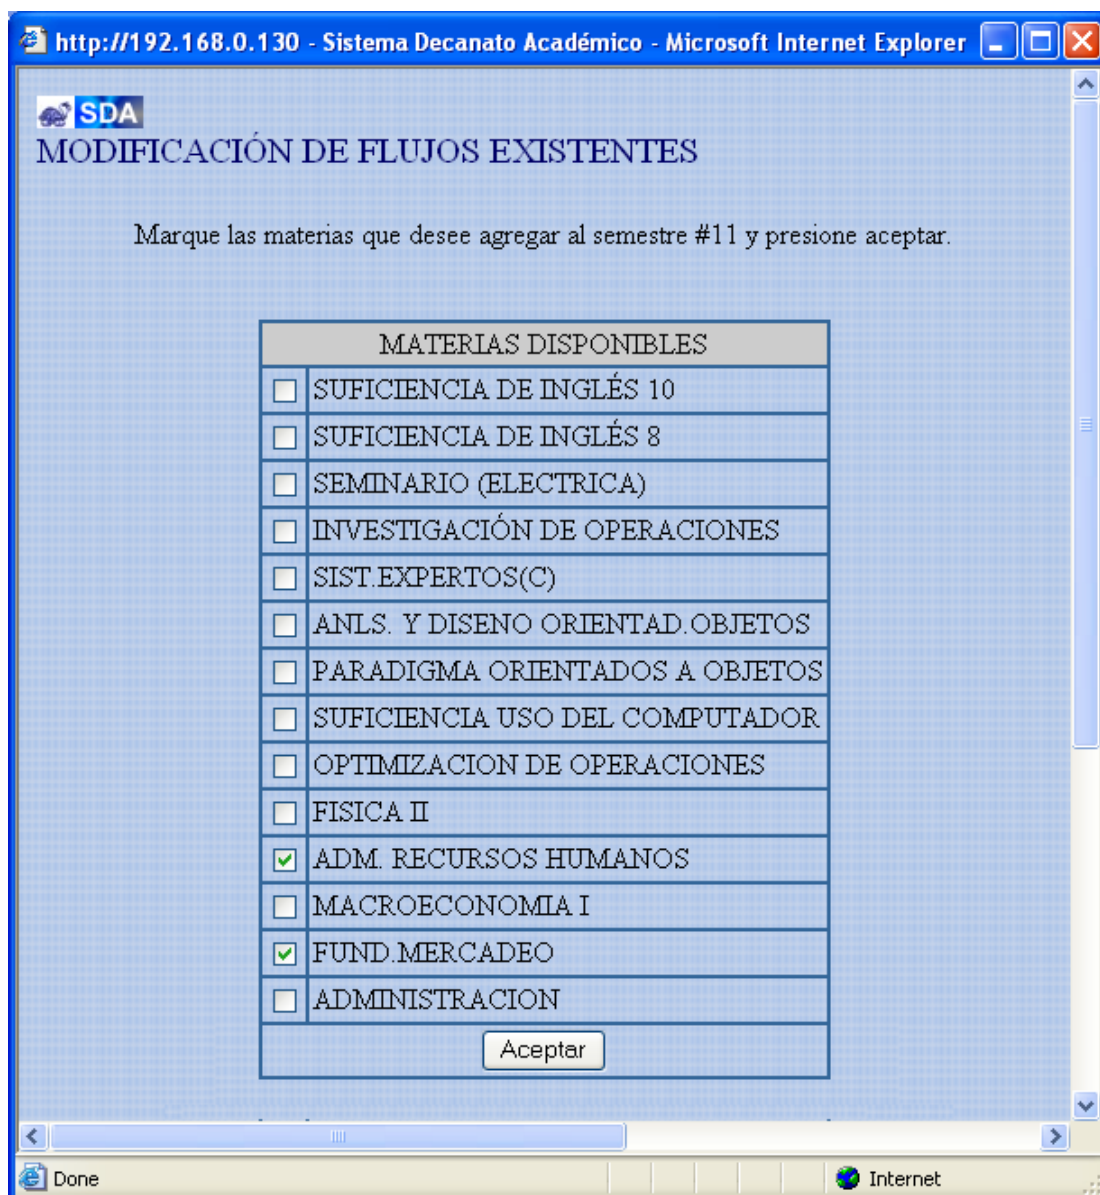 http://192.168.0.130 - Sistema Decanato Académico - Microsoft Internet Explorer
SDA
MODIFICACIÓN DE FLUJOS EXISTENTES
Marque las materias que desee agregar al semestre #11 y presione aceptar.
MATERIAS DISPONIBLES
SUFICIENCIA DE INGLÉS 10
SUFICIENCIA DE INGLÉS 8
SEMINARIO (ELECTRICA)
INVESTIGACIÓN DE OPERACIONES
SIST.EXPERTOS(C)
ANLS. Y DISENO ORIENTAD.OBJETOS
PARADIGMA ORIENTADOS A OBJETOS
SUFICIENCIA USO DEL COMPUTADOR
OPTIMIZACION DE OPERACIONES
FISICA II
ADM. RECURSOS HUMANOS
MACROECONOMIA I
FUND.MERCADEO
ADMINISTRACION
Aceptar
Done
Internet